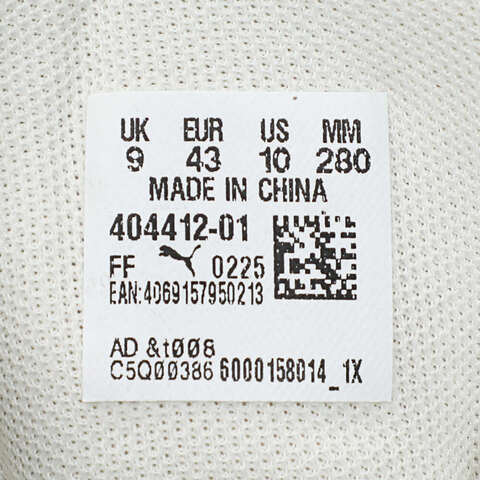 UK EUR US MM
9 43 10 280
MADE IN CHINA
404412-01
FF 0225
EAN:4069157950213
AD &t008
C5Q00386 6000158014_1X